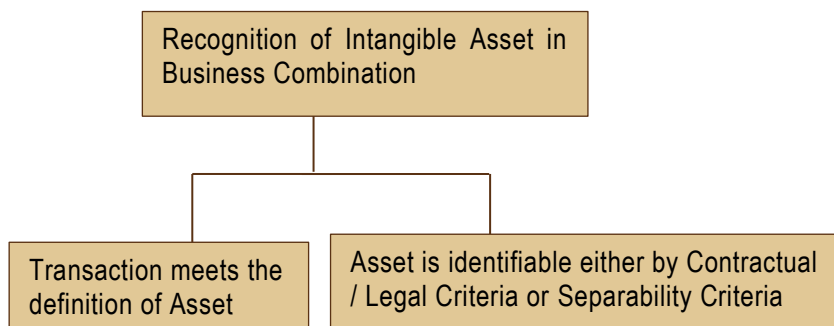 Recognition of Intangible Asset in
Business Combination
Transaction meets the
definition of Asset
Asset is identifiable either by Contractual
/ Legal Criteria or Separability Criteria